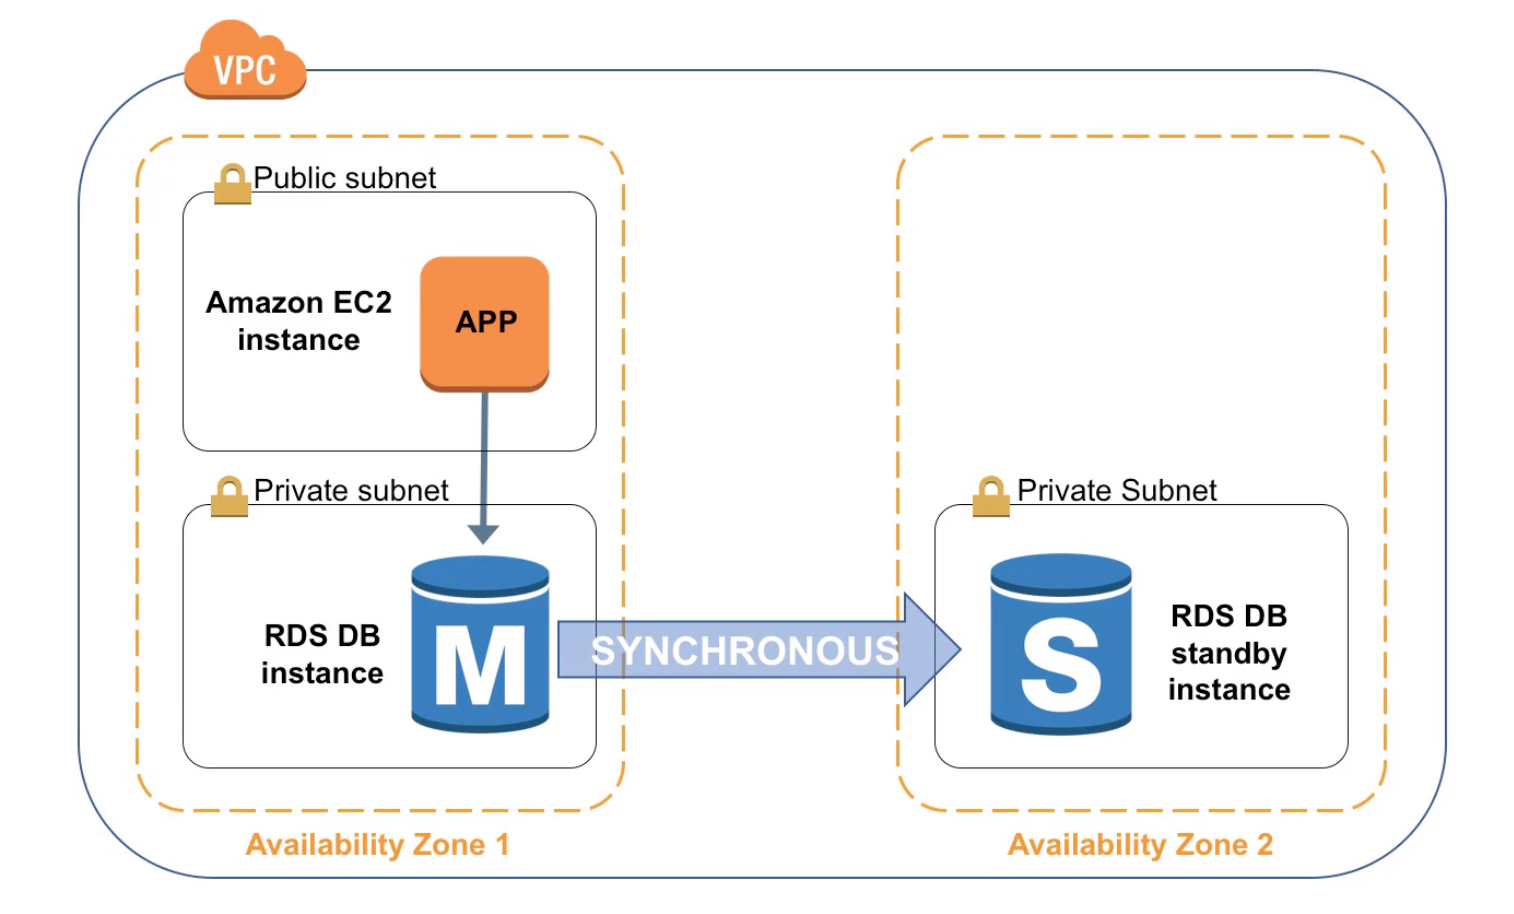 VPC
Public subnet
Amazon EC2
instance
APP
Private subnet
RDS DB
instance
M
SYNCHRONOUS
Private Subnet
S
RDS DB
standby
instance
Availability Zone 1
Availability Zone 2